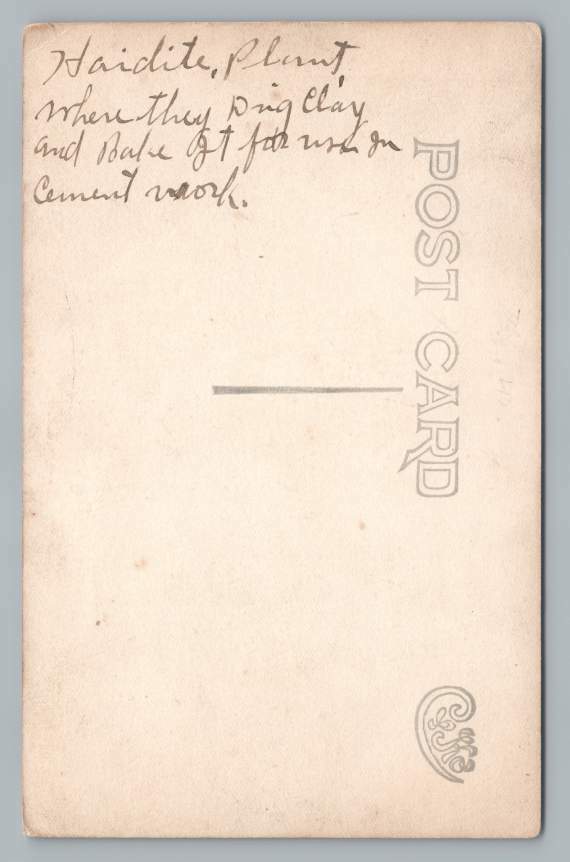 Haidite, Plant
where they Dig Clay
and Bake It for use in
Cement work.
POST CARD